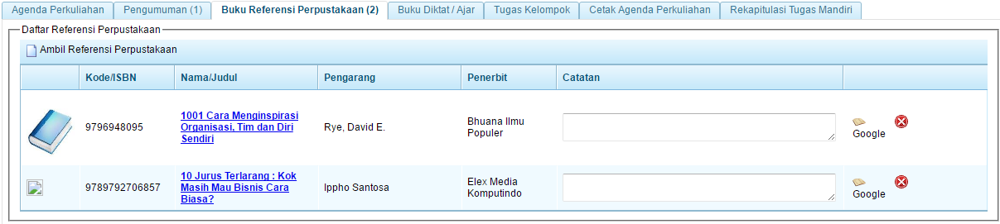 Agenda Perkuliahan Pengumuman (1) Buku Referensi Perpustakaan (2) Buku Diktat / Ajar Tugas Kelompok Cetak Agenda Perkuliahan Rekapitulasi Tugas Mandiri
Daftar Referensi Perpustakaan
Ambil Referensi Perpustakaan
Kode/ISBN Nama/Judul Pengarang Penerbit Catatan
9796948095
1001 Cara Menginspirasi
Organisasi, Tim dan Diri
Sendiri
Rye, David E.
Bhuana Ilmu
Populer
Google
9789792706857
10 Jurus Terlarang : Kok
Masih Mau Bisnis Cara
Biasa?
Ippho Santosa
Elex Media
Komputindo
Google